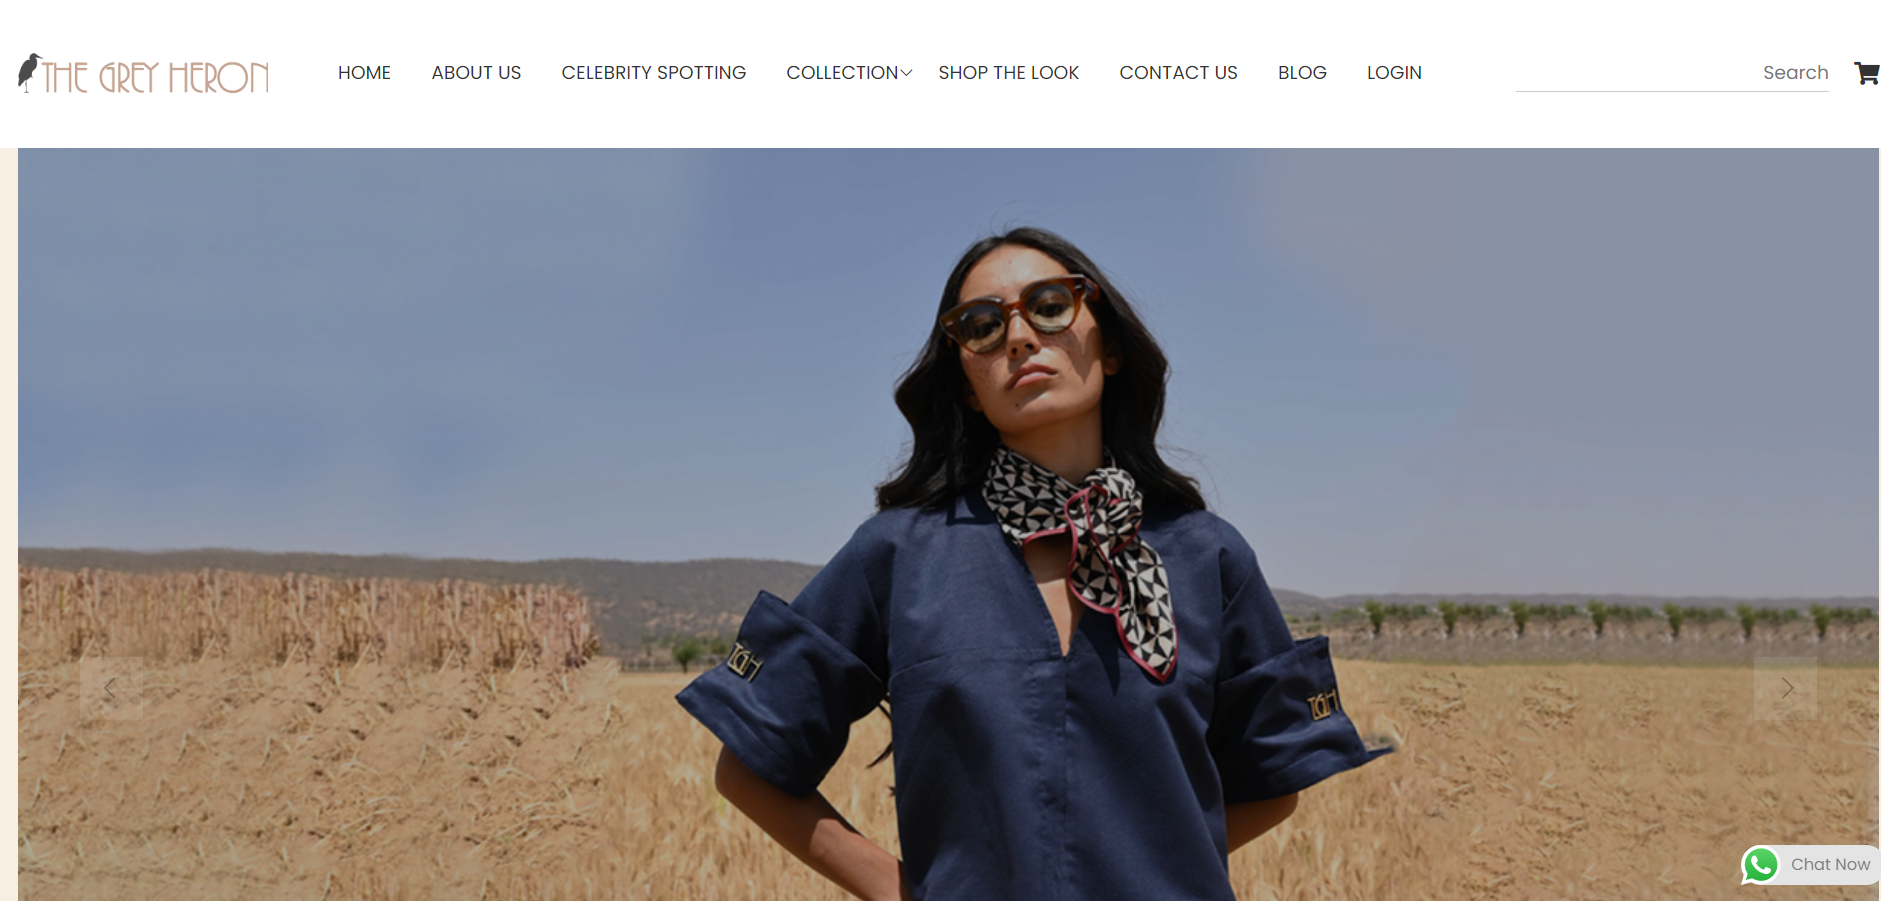 THE GREY HERON
HOME ABOUT US CELEBRITY SPOTTING COLLECTION SHOP THE LOOK CONTACT US BLOG LOGIN
Search
TGH
TGH
Chat Now